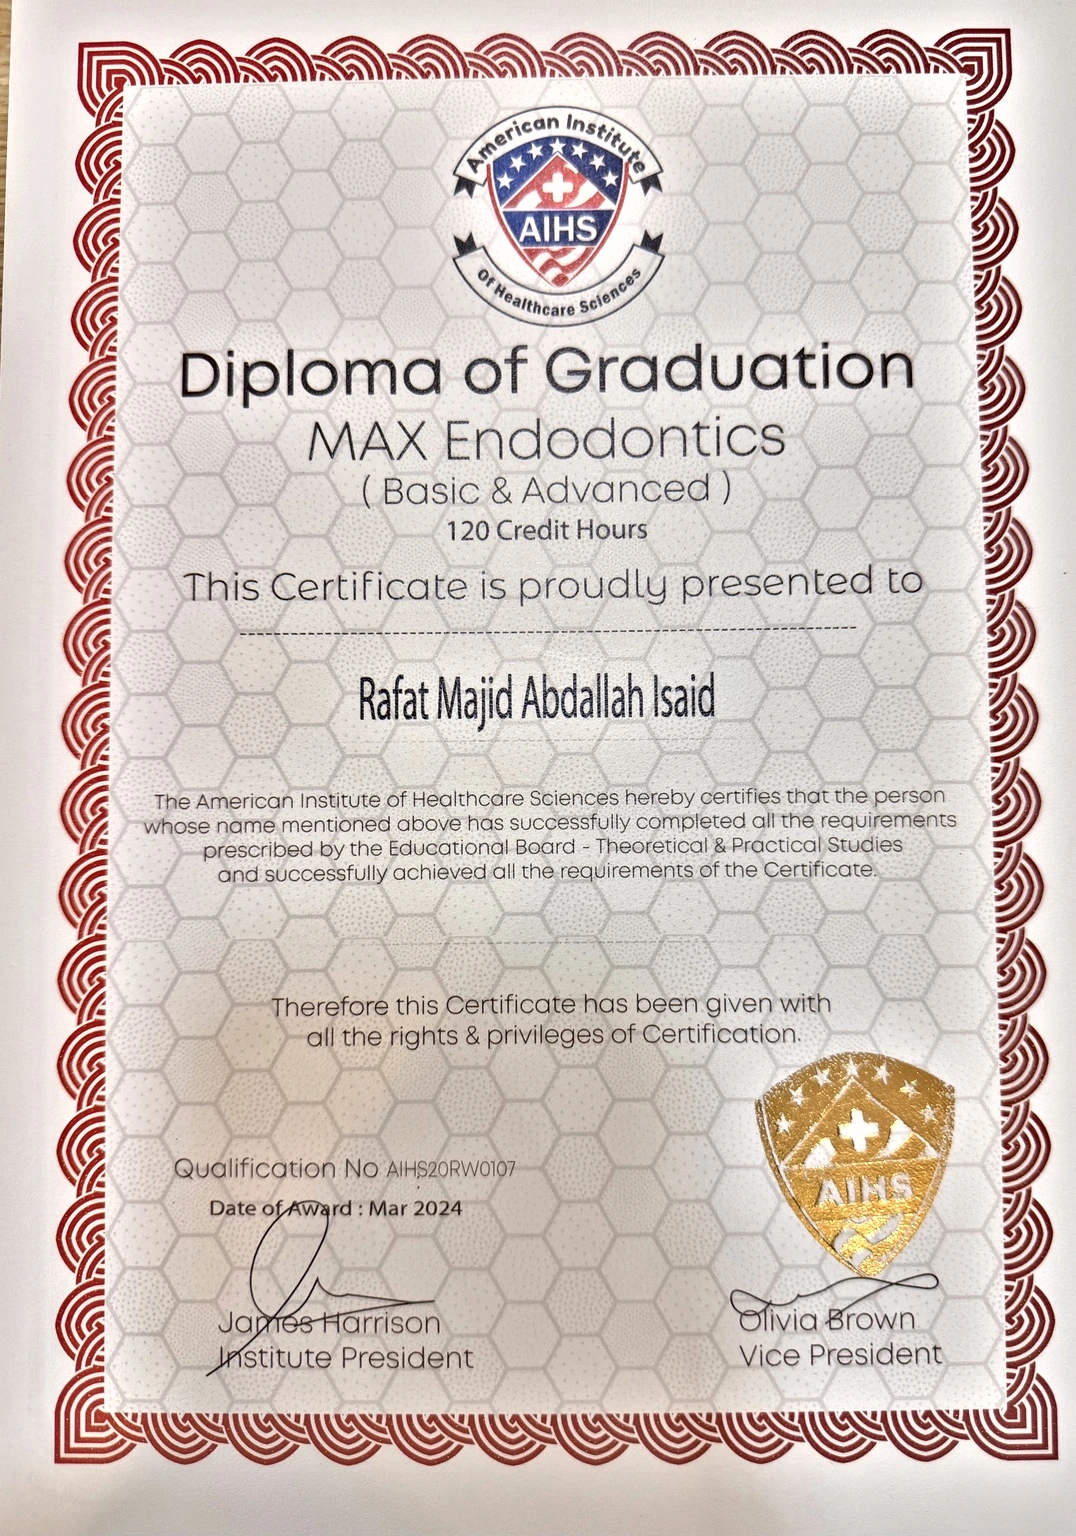 American Institute
AIHS
Of Healthcare Sciences
Diploma of Graduation
MAX Endodontics
( Basic & Advanced )
120 Credit Hours
This Certificate is proudly presented to
Rafat Majid Abdallah Isaid
The American Institute of Healthcare Sciences hereby certifies that the person
whose name mentioned above has successfully completed all the requirements
prescribed by the Educational Board - Theoretical & Practical Studies
and successfully achieved all the requirements of the Certificate.
Therefore this Certificate has been given with
all the rights & privileges of Certification.
AIHS
Qualification No AIHS20RW0107
Date of Award : Mar 2024
James Harrison
Institute President
Olivia Brown
Vice President